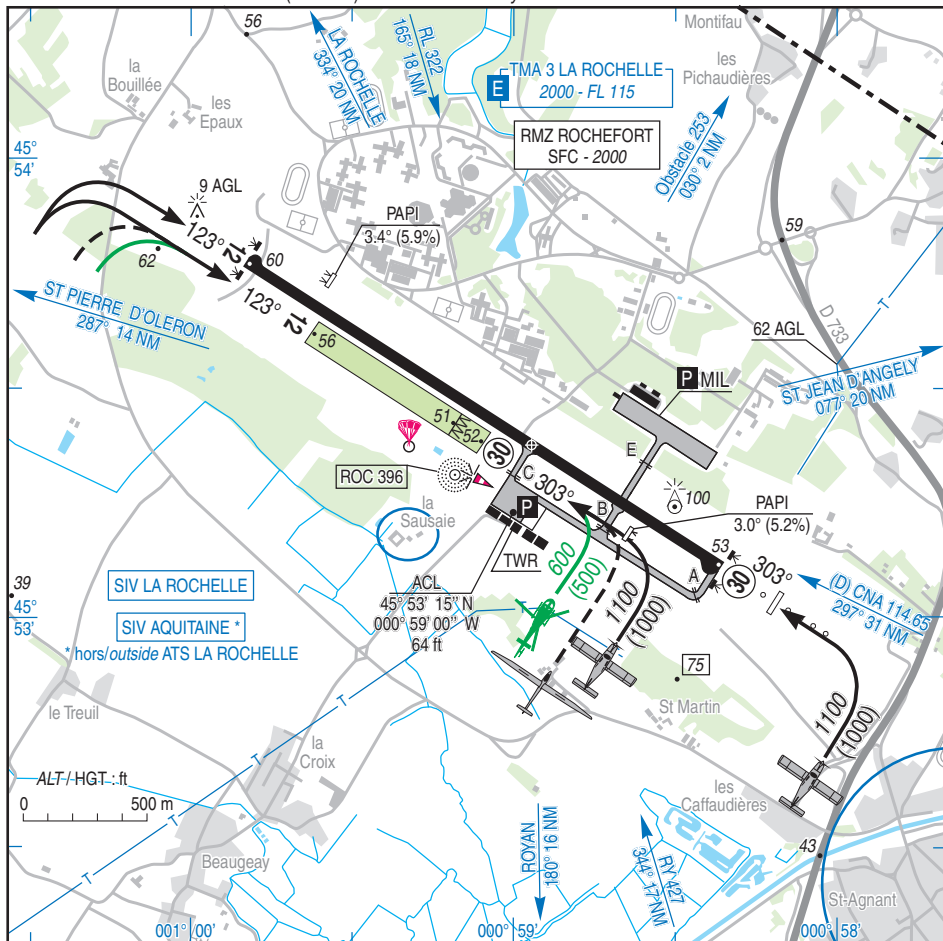 56
Montifau
la
Bouillée
les
Epaux
LA ROCHELLE
334° 20 NM
RL 322
165° 18 NM
E
TMA 3 LA ROCHELLE
2000 - FL 115
RMZ ROCHEFORT
SFC - 2000
les
Pichaudières
Obstacle 253
030° 2 NM
45°
54'
9 AGL
PAPI
3.4° (5.9%)
59
123°
12
60
62
123°
12
ST PIERRE D'OLERON
287° 14 NM
56
62 AGL
D 733
T
P MIL
ST JEAN D'ANGELY
077° 20 NM
51
W
52
30
E
ROC 396
C
303°
100
PAPI
3.0° (5.2%)
la
Sausaie
P
B
TWR
53
A
30
303°
(D) CNA 114.65
297° 31 NM
39
45°
53'
SIV LA ROCHELLE
SIV AQUITAINE *
* hors/outside ATS LA ROCHELLE
ACL
45° 53' 15" N
000° 59' 00" W
64 ft
T
600
(500)
1100
(1000)
75
St Martin
1100
(1000)
le Treuil
T
la
Croix
ALT / HGT : ft
0 500 m
les
Caffaudières
T
Beaugeay
ROYAN
180° 16 NM
RY 427
344° 17 NM
43
St-Agnant
T
001° 00'
000° 59'
000° 58'